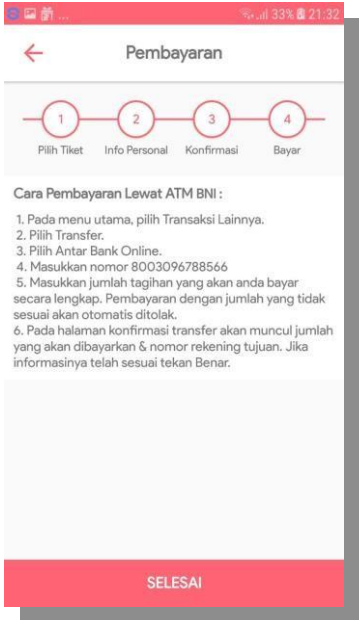 ... 33% 21:32
Pembayaran
1 2 3 4
Pilih Tiket Info Personal Konfirmasi Bayar
Cara Pembayaran Lewat ATM BNI :
1. Pada menu utama, pilih Transaksi Lainnya.
2. Pilih Transfer.
3. Pilih Antar Bank Online.
4. Masukkan nomor 8003096788566
5. Masukkan jumlah tagihan yang akan anda bayar
secara lengkap. Pembayaran dengan jumlah yang tidak
sesuai akan otomatis ditolak.
6. Pada halaman konfirmasi transfer akan muncul jumlah
yang akan dibayarkan & nomor rekening tujuan. Jika
informasinya telah sesuai tekan Benar.
SELESAI